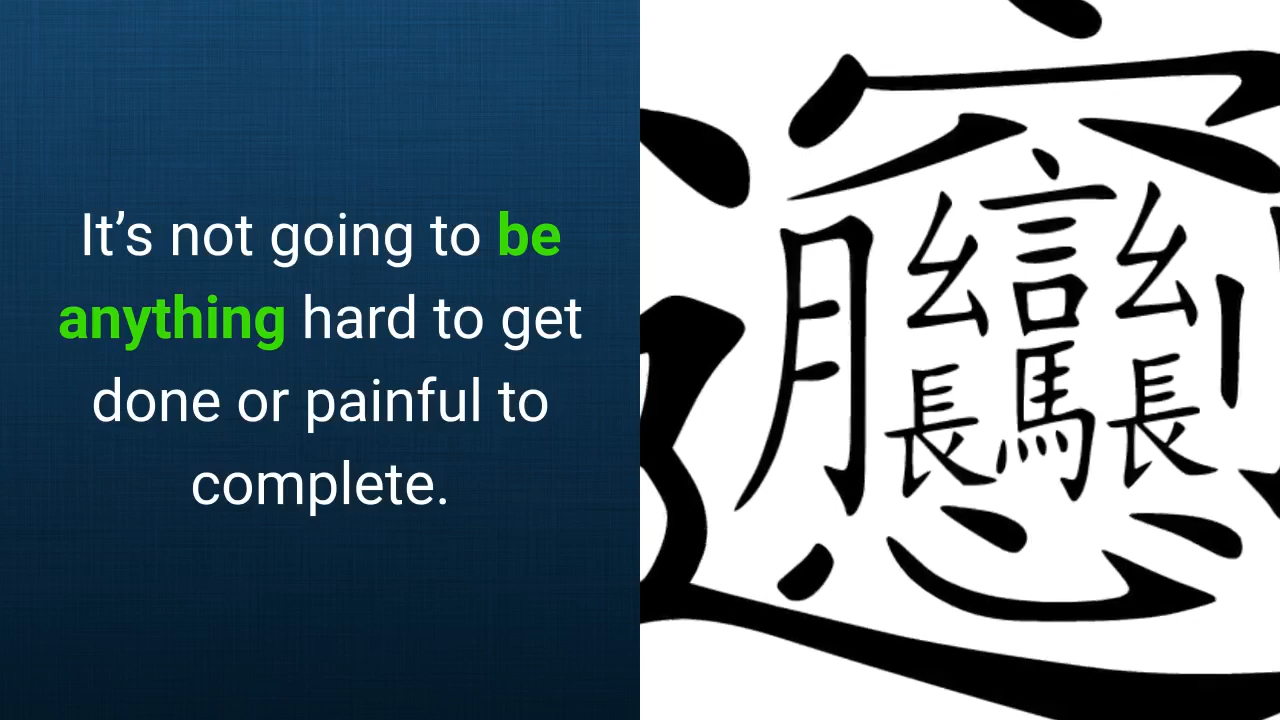 It’s not going to be
anything hard to get
done or painful to
complete.
𰻞